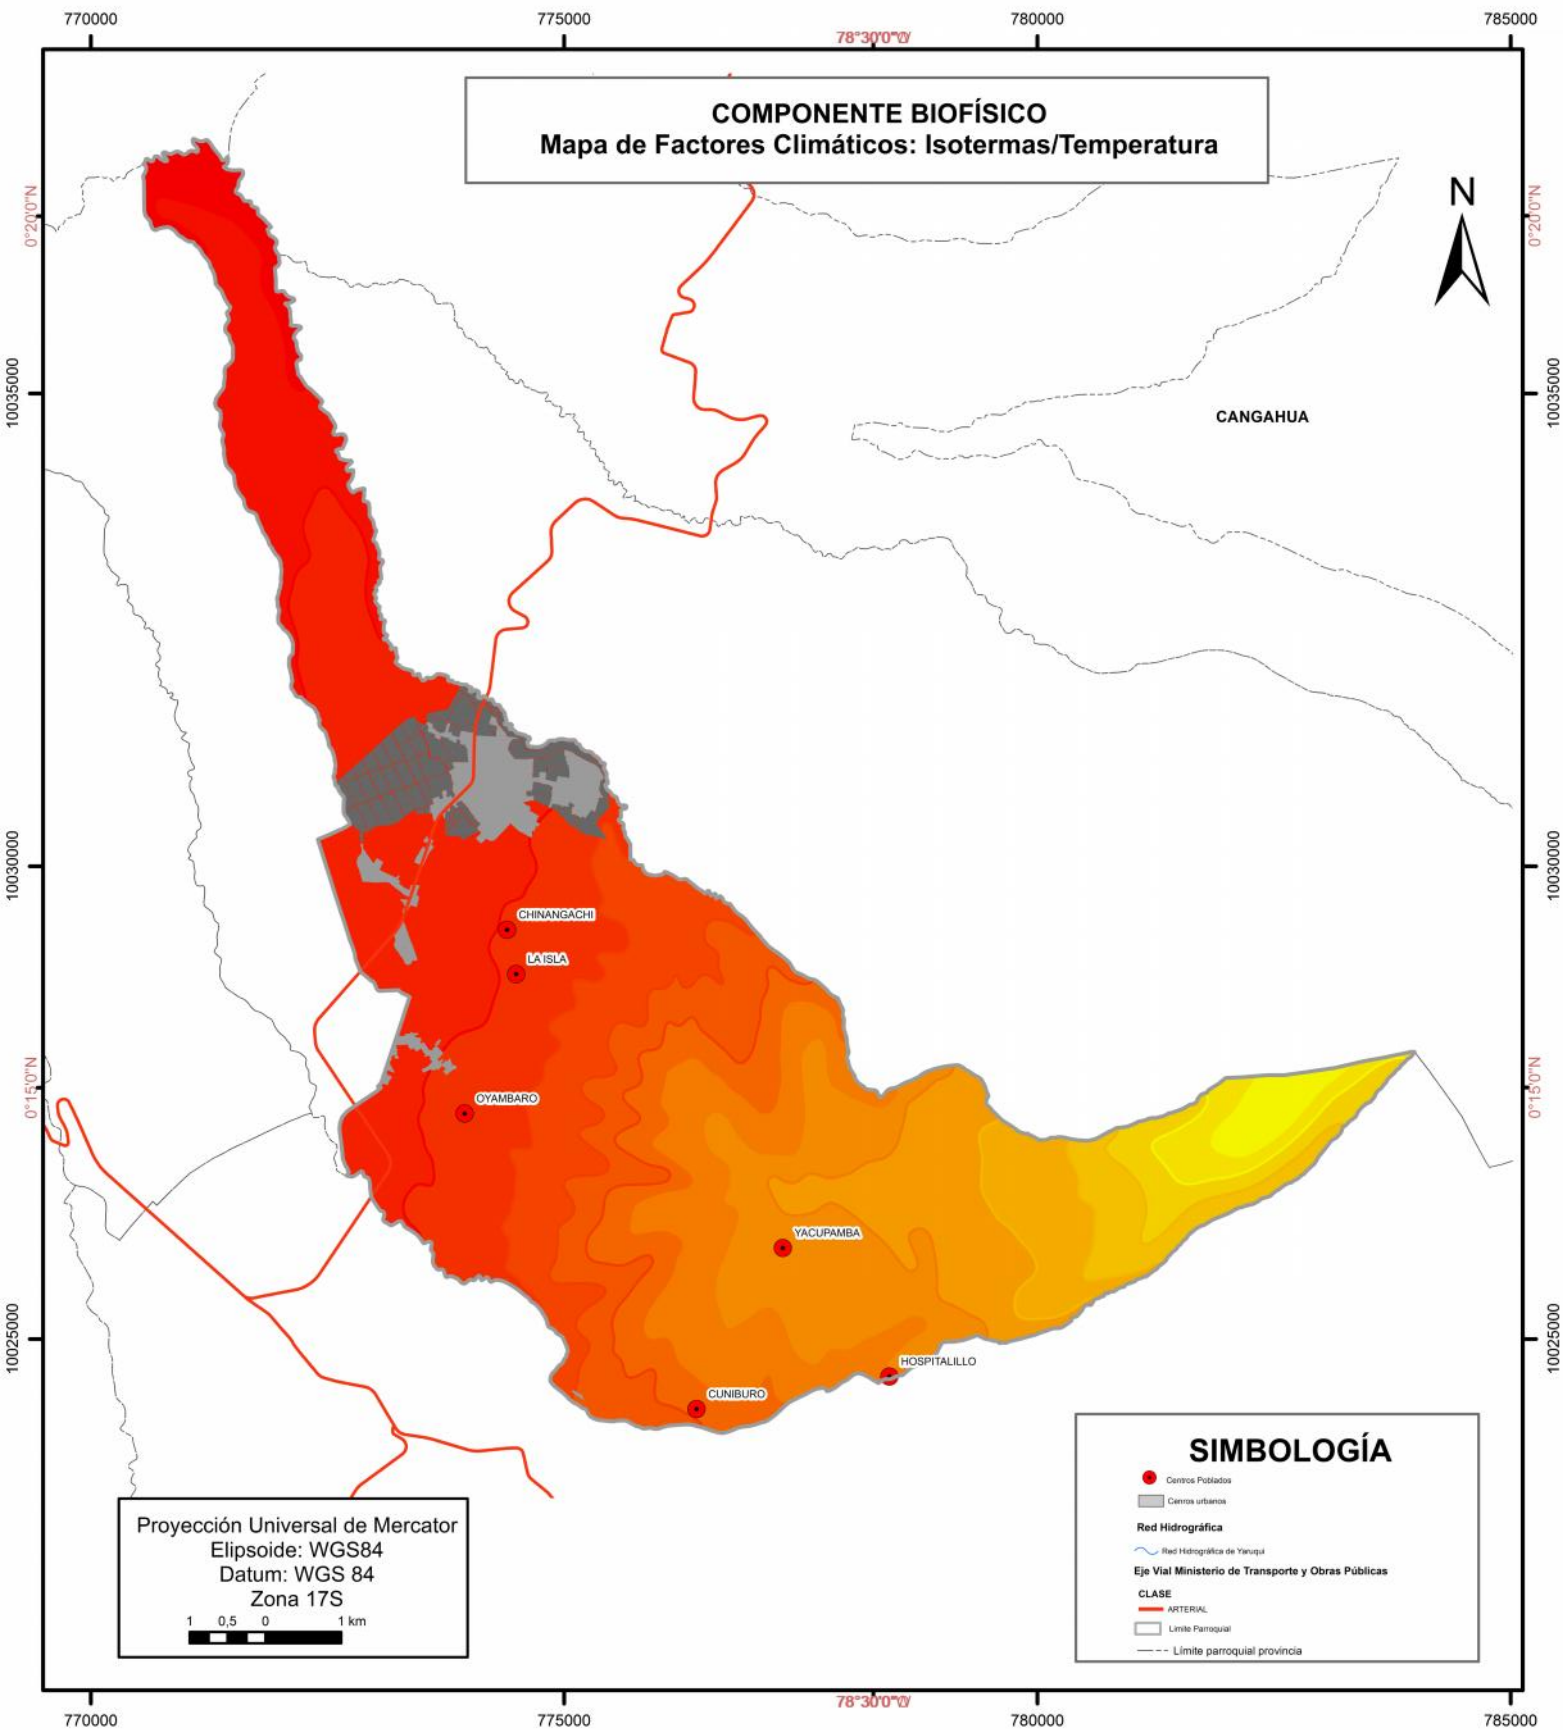 770000
775000
780000
785000
78°30'0"W
COMPONENTE BIOFÍSICO
Mapa de Factores Climáticos: Isotermas/Temperatura
N
0°20'0"N
0°20'0"N
10035000
10035000
CANGAHUA
10030000
10030000
CHINANGACHI
LA ISLA
0°15'0"N
0°15'0"N
OYAMBARO
YACUPAMBA
10025000
10025000
HOSPITALILLO
CUNIBURO
SIMBOLOGÍA
Centros Poblados
Cenros urbanos
Red Hidrográfica
Red Hidrográfica de Yaruqui
Eje Vial Ministerio de Transporte y Obras Públicas
CLASE
ARTERIAL
Limite Parroquial
Límite parroquial provincia
Proyección Universal de Mercator
Elipsoide: WGS84
Datum: WGS 84
Zona 17S
1 0,5 0 1 km
78°30'0"W
770000
775000
780000
785000